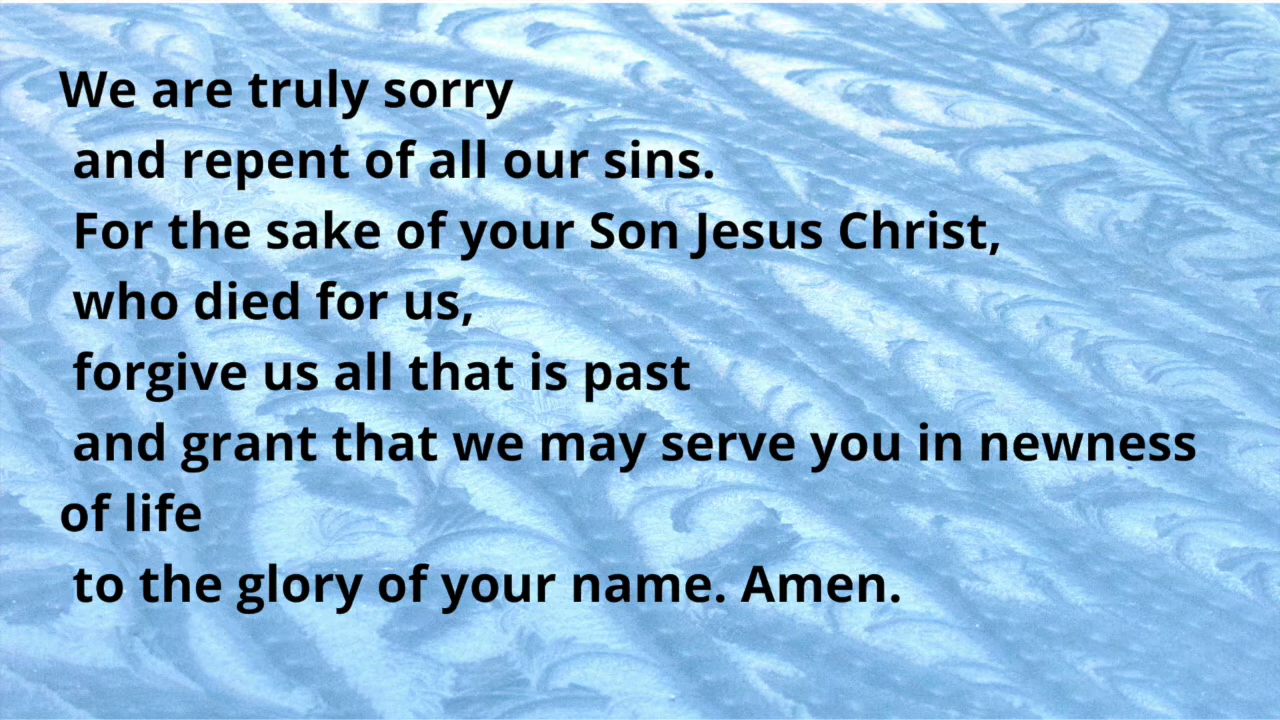 We are truly sorry
and repent of all our sins.
For the sake of your Son Jesus Christ,
who died for us,
forgive us all that is past
and grant that we may serve you in newness
of life
to the glory of your name. Amen.